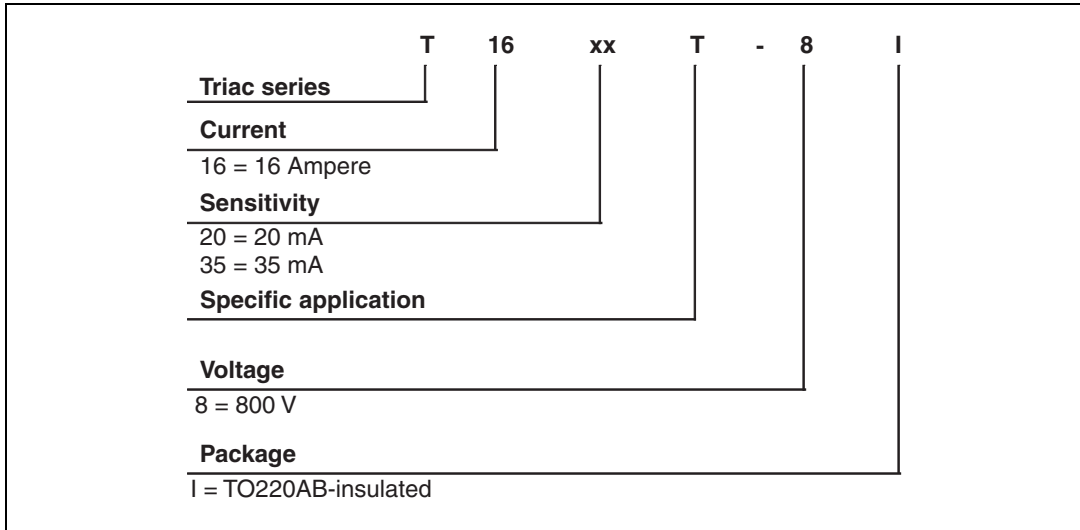 T 16 xx T - 8 I
Triac series
Current
16 = 16 Ampere
Sensitivity
20 = 20 mA
35 = 35 mA
Specific application
Voltage
8 = 800 V
Package
I = TO220AB-insulated